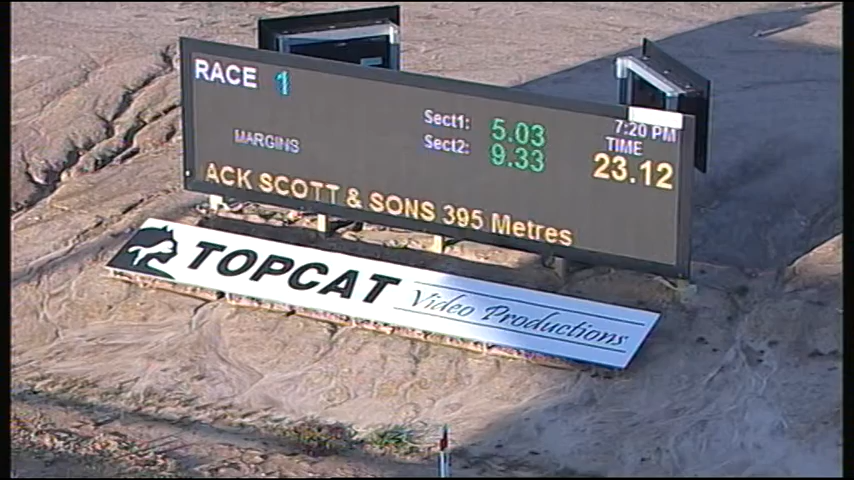 RACE 1
Sect1: 5.03
7:20 PM
MARGINS
Sect2: 9.33
TIME
23.12
ACK SCOTT & SONS 395 Metres
TOPCAT Video Productions